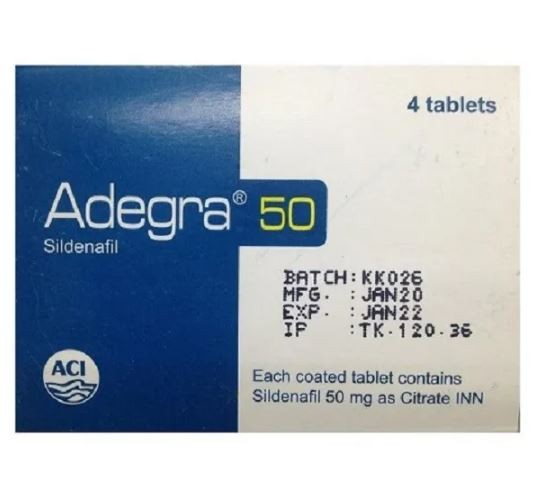 4 tablets
Adegra® 50
Sildenafil
BATCH:KK026
MFG. :JAN20
EXP. :JAN22
IP :TK.120.36
ACI
Each coated tablet contains
Sildenafil 50 mg as Citrate INN